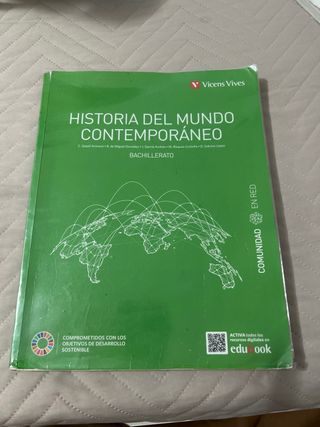 Vicens Vives
HISTORIA DEL MUNDO
CONTEMPORÁNEO
BACHILLERATO
COMUNIDAD EN RED
COMPROMETIDOS CON LOS
OBJETIVOS DE DESARROLLO
SOSTENIBLE
ACTIVA todos los
recursos digitales en
edubook